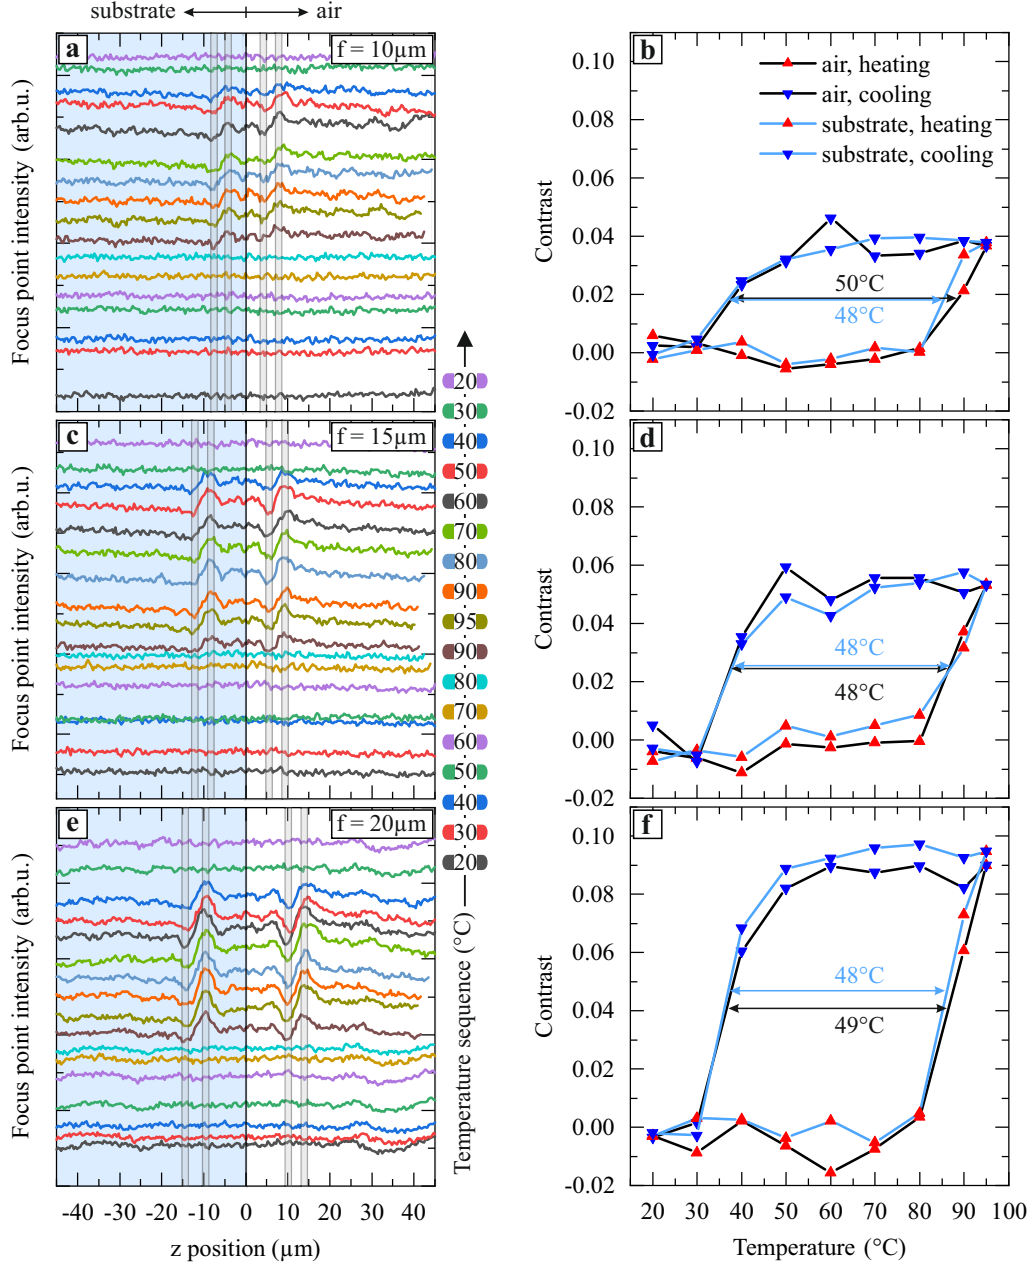 substrate air
a
f = 10µm
Focus point intensity (arb.u.)
c
f = 15µm
Focus point intensity (arb.u.)
e
f = 20µm
Focus point intensity (arb.u.)
-40 -30 -20 -10 0 10 20 30 40
z position (µm)
20
30
40
50
60
70
80
90
95
90
80
70
60
50
40
30
20
Temperature sequence (°C)
b
air, heating
air, cooling
substrate, heating
substrate, cooling
0.10
0.08
0.06
0.04
0.02
0.00
-0.02
Contrast
50°C
48°C
d
0.10
0.08
0.06
0.04
0.02
0.00
-0.02
Contrast
48°C
48°C
f
0.10
0.08
0.06
0.04
0.02
0.00
-0.02
Contrast
48°C
49°C
20 30 40 50 60 70 80 90 100
Temperature (°C)